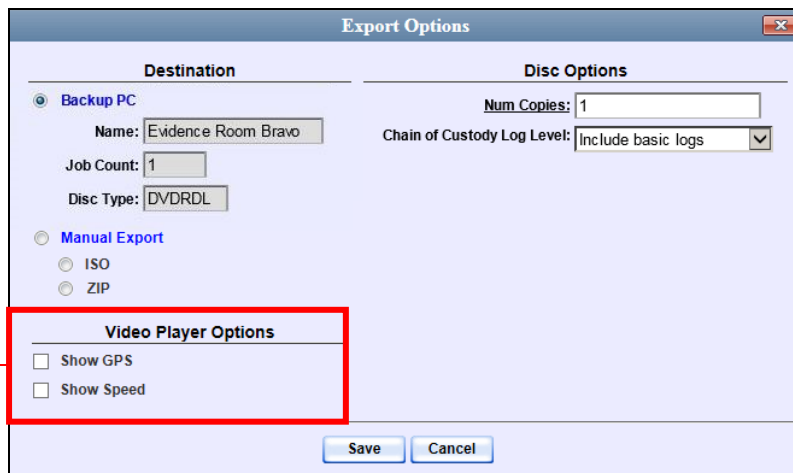 Export Options
Destination
Backup PC
Name: Evidence Room Bravo
Job Count: 1
Disc Type: DVDRDL
Manual Export
ISO
ZIP
Video Player Options
Show GPS
Show Speed
Disc Options
Num Copies: 1
Chain of Custody Log Level: Include basic logs
Save Cancel